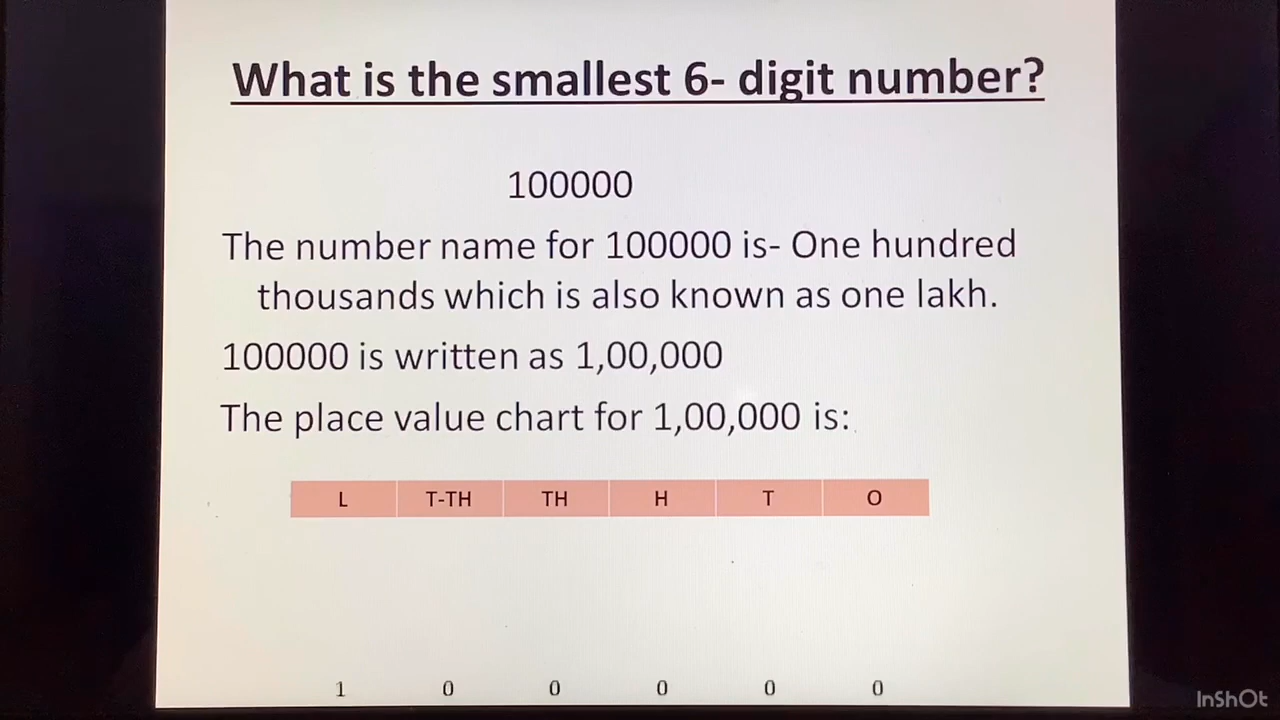 What is the smallest 6- digit number?
100000
The number name for 100000 is- One hundred
thousands which is also known as one lakh.
100000 is written as 1,00,000
The place value chart for 1,00,000 is:
L T-TH TH H T O
1 0 0 0 0 0
InShOt